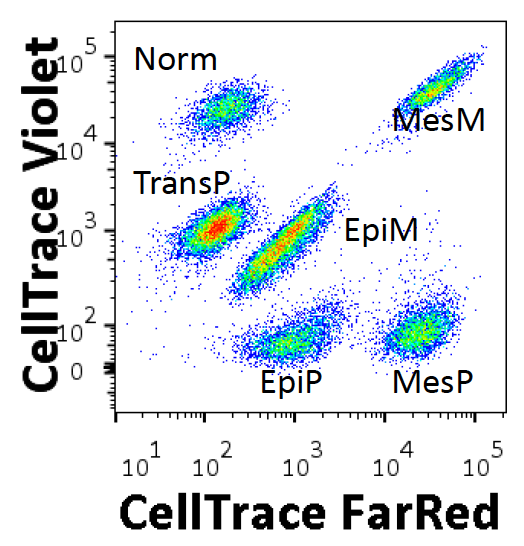 CellTrace Violet
10^5
10^4
10^3
10^2
0
Norm
MesM
TransP
EpiM
EpiP
MesP
10^1 10^2 10^3 10^4 10^5
CellTrace FarRed